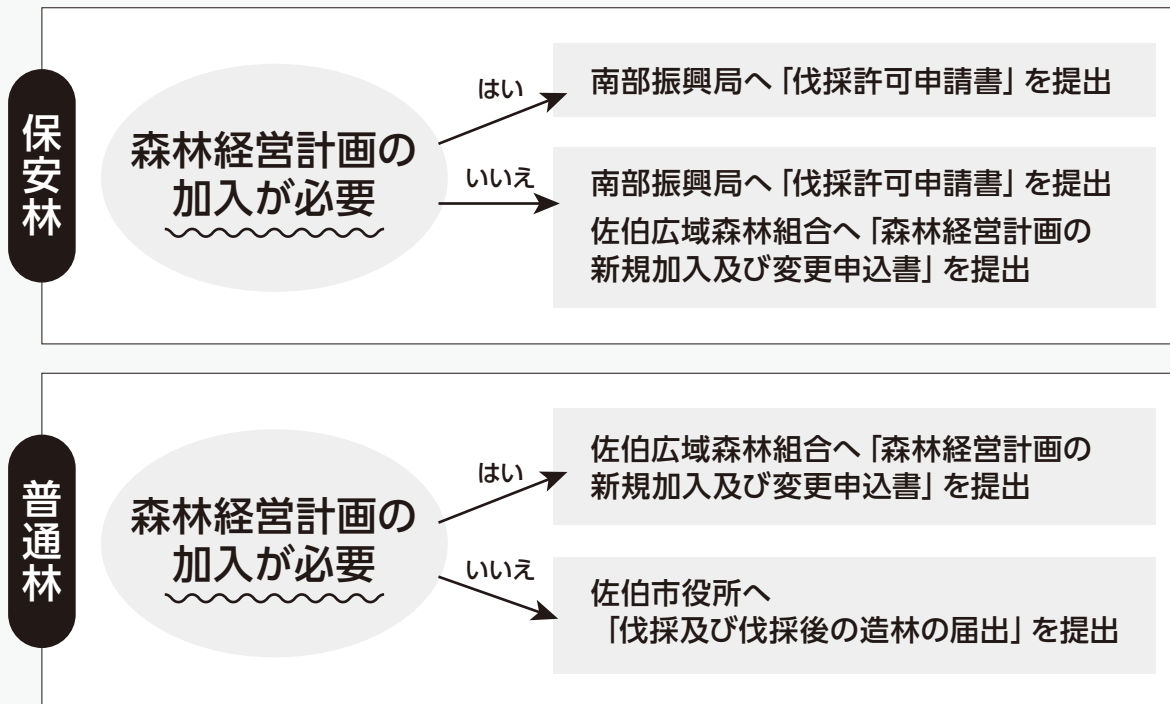 保安林
森林経営計画の
加入が必要
はい
南部振興局へ「伐採許可申請書」を提出
いいえ
南部振興局へ「伐採許可申請書」を提出
佐伯広域森林組合へ「森林経営計画の
新規加入及び変更申込書」を提出
普通林
森林経営計画の
加入が必要
はい
佐伯広域森林組合へ「森林経営計画の
新規加入及び変更申込書」を提出
いいえ
佐伯市役所へ
「伐採及び伐採後の造林の届出」を提出